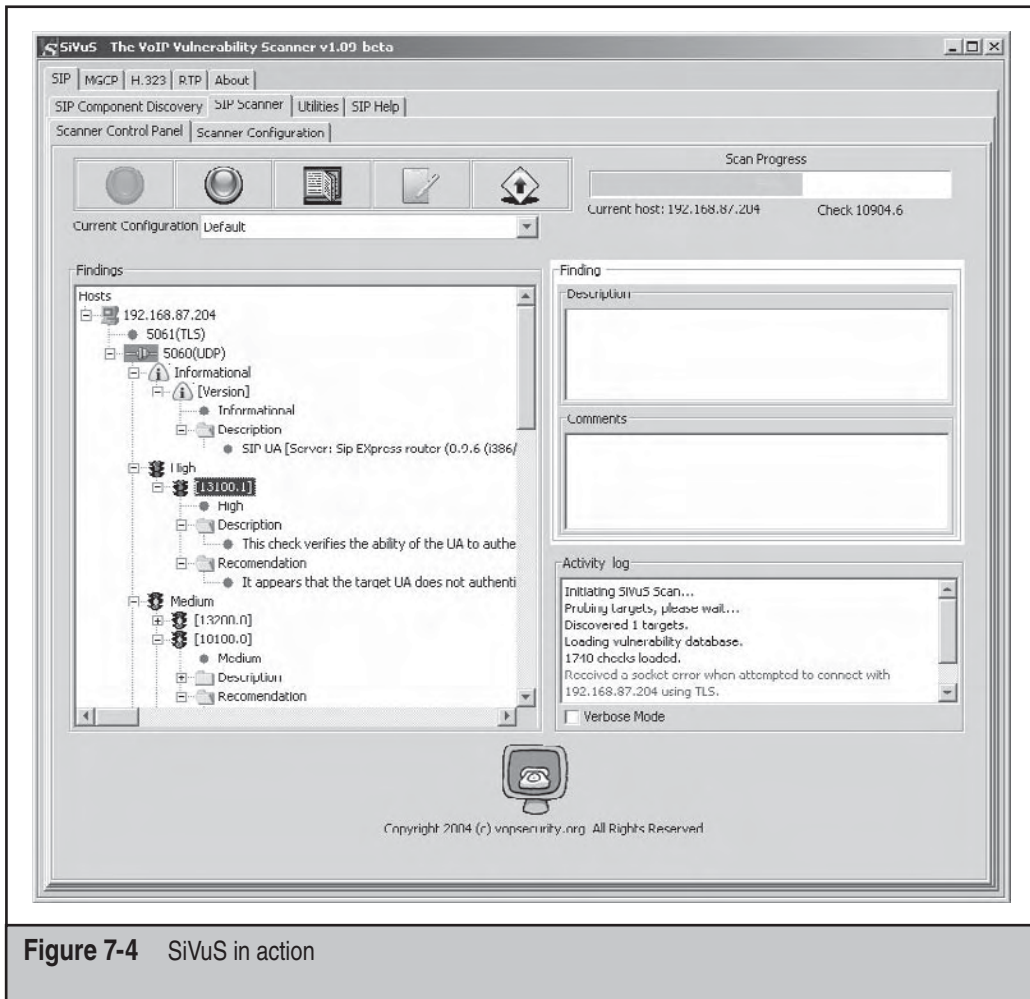 SiVuS The VoIP Vulnerability Scanner v1.09 beta
SIP MGCP H.323 RTP About
SIP Component Discovery SIP Scanner Utilities SIP Help
Scanner Control Panel Scanner Configuration
Scan Progress
Current host: 192.168.87.204 Check 10904.6
Current Configuration Default
Findings
Hosts
192.168.87.204
5061(TLS)
5060(UDP)
Informational
[Version]
Informational
Description
SIP UA [Server: Sip EXpress router (0.9.6 (i386/
High
[13100.1]
High
Description
This check verifies the ability of the UA to authe
Recomendation
It appears that the target UA does not authenti
Medium
[13200.0]
[10100.0]
Medium
Description
Recomendation
Finding
Description
Comments
Activity log
Initiating SiVuS Scan...
Probing targets, please wait...
Discovered 1 targets.
Loading vulnerability database.
1740 checks loaded.
Received a socket error when attempted to connect with
192.168.87.204 using TLS.
Verbose Mode
Copyright 2004 (c) vopsecurity.org All Rights Reserved
Figure 7-4 SiVuS in action